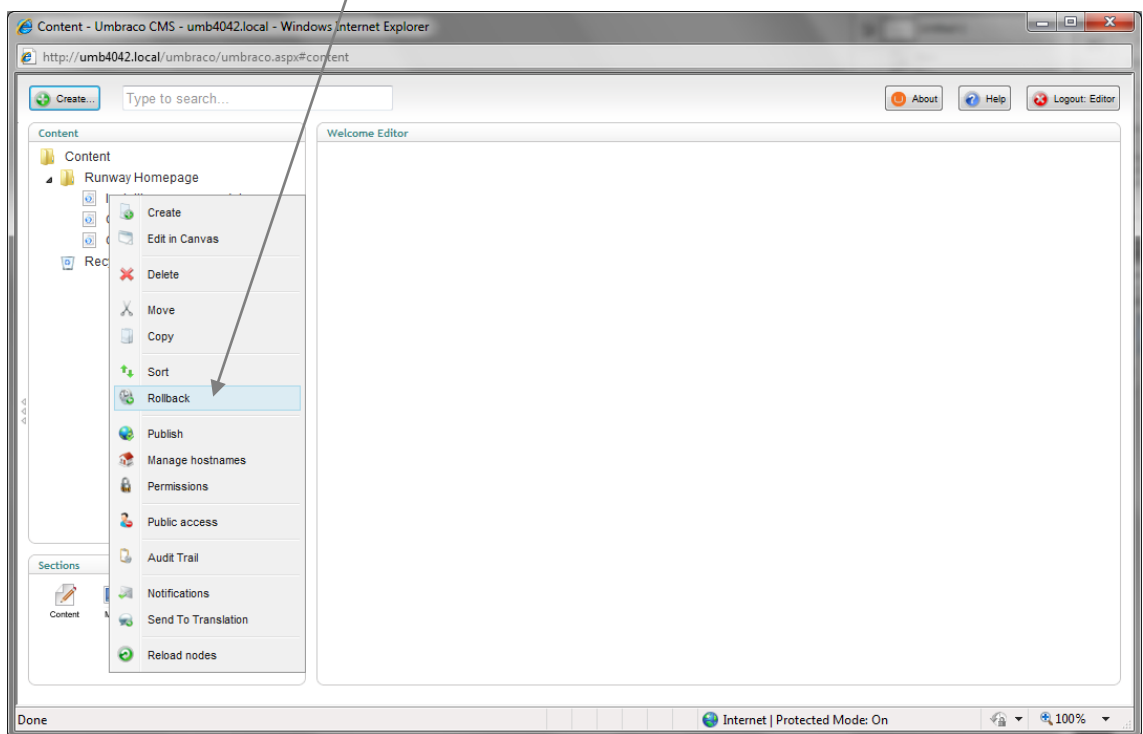 Content - Umbraco CMS - umb4042.local - Windows Internet Explorer
http://umb4042.local/umbraco/umbraco.aspx#content
Create... Type to search... About Help Logout: Editor
Content
Welcome Editor
Content
Runway Homepage
Create
Edit in Canvas
Rec
Delete
Move
Copy
Sort
Rollback
Publish
Manage hostnames
Permissions
Public access
Audit Trail
Sections
Notifications
Content
Send To Translation
Reload nodes
Done Internet | Protected Mode: On 100%